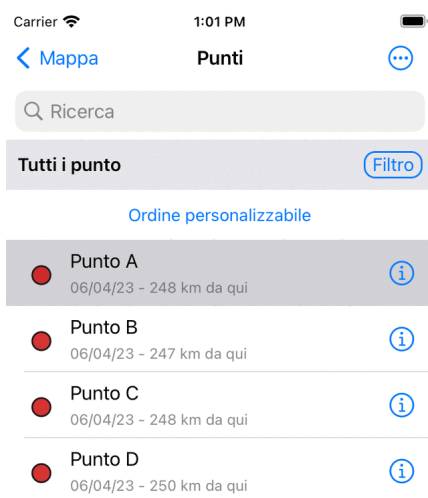 Carrier 1:01 PM
Mappa Punti
Ricerca
Tutti i punto Filtro
Ordine personalizzabile
Punto A
06/04/23 - 248 km da qui
Punto B
06/04/23 - 247 km da qui
Punto C
06/04/23 - 248 km da qui
Punto D
06/04/23 - 250 km da qui